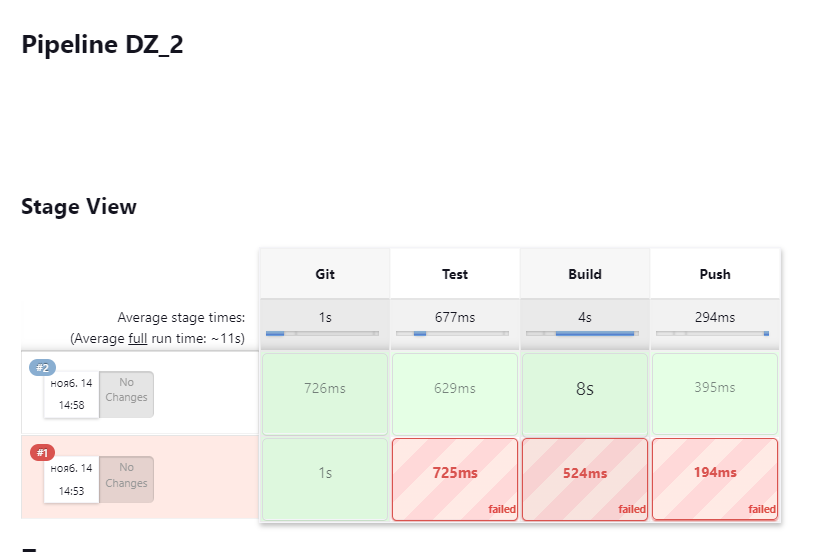 Pipeline DZ_2
Stage View
Git Test Build Push
Average stage times: 1s 677ms 4s 294ms
(Average full run time: ~11s)
#2
нояб. 14 No Changes
14:58
726ms 629ms 8s 395ms
#1
нояб. 14 No Changes
14:53
1s 725ms 524ms 194ms
failed failed failed